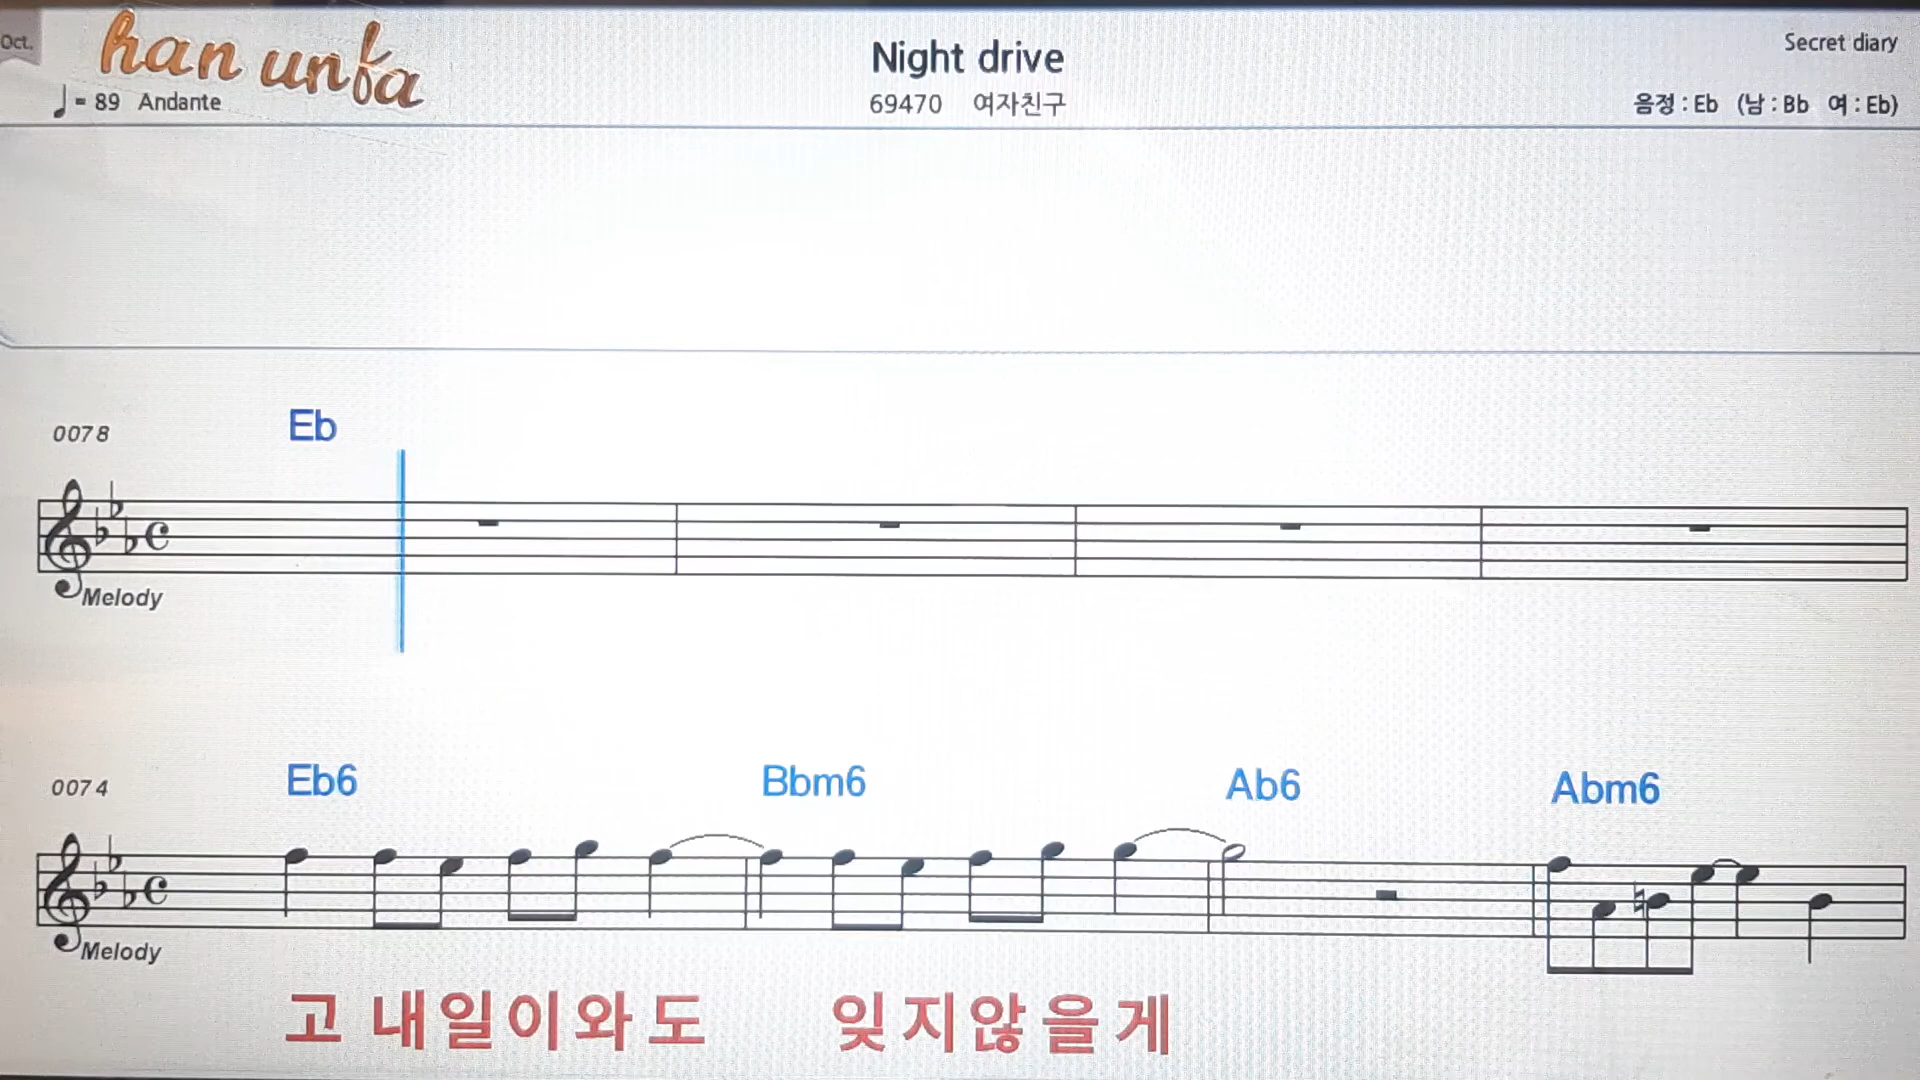 Oct.
han unfa
Night drive
Secret diary
♩ = 89 Andante
69470 여자친구
음정 : Eb (남 : Bb 여 : Eb)
0078
Eb
Melody
0074
Eb6 Bbm6 Ab6 Abm6
Melody
고 내일이와도 잊지않을게